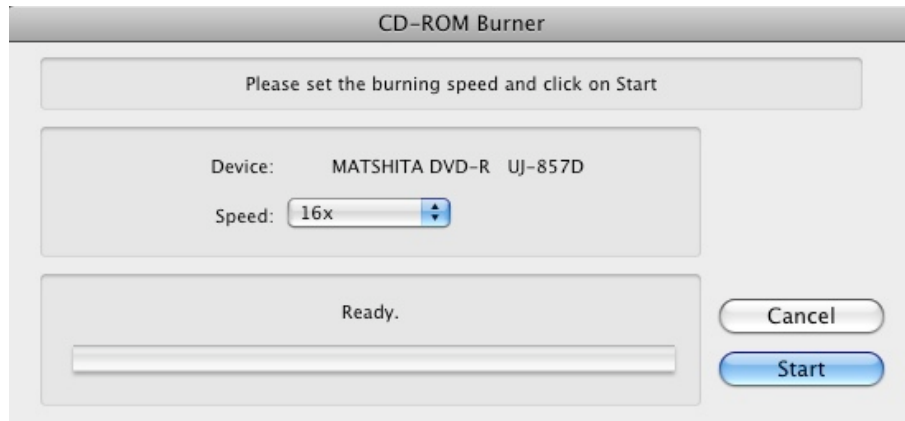 CD-ROM Burner
Please set the burning speed and click on Start
Device: MATSHITA DVD-R UJ-857D
Speed: 16x
Ready.
Cancel
Start